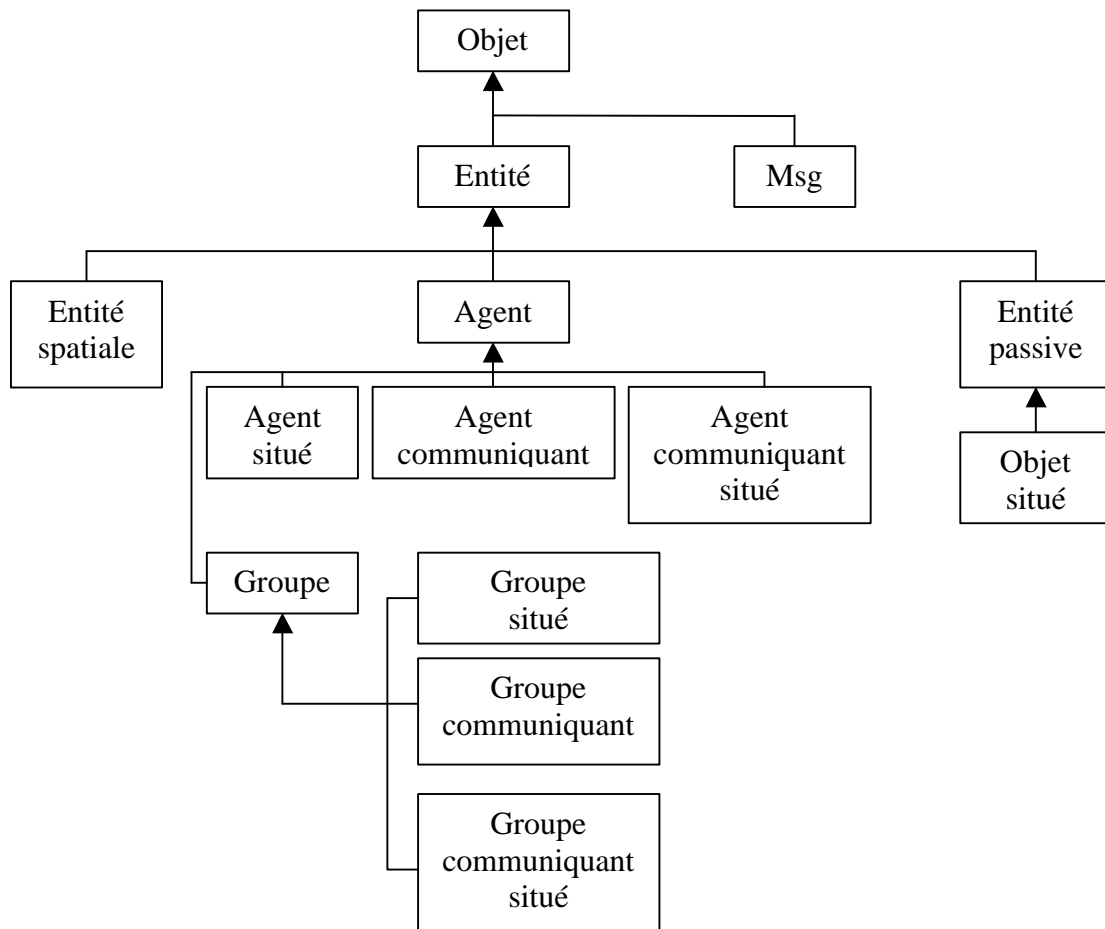 Objet
Entité
Msg
Entité
spatiale
Agent
Entité
passive
Agent
situé
Agent
communiquant
Agent
communiquant
situé
Objet
situé
Groupe
Groupe
situé
Groupe
communiquant
Groupe
communiquant
situé